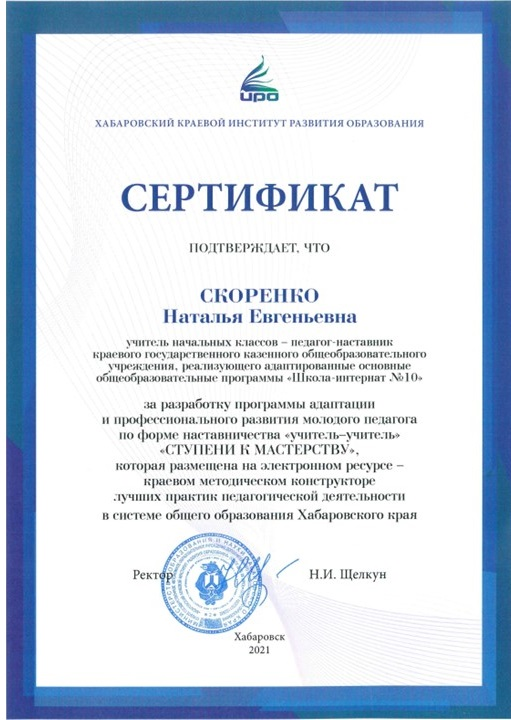 ИРО
ХАБАРОВСКИЙ КРАЕВОЙ ИНСТИТУТ РАЗВИТИЯ ОБРАЗОВАНИЯ
СЕРТИФИКАТ
ПОДТВЕРЖДАЕТ, ЧТО
СКОРЕНКО
Наталья Евгеньевна
учитель начальных классов – педагог-наставник
краевого государственного казенного общеобразовательного
учреждения, реализующего адаптированные основные
общеобразовательные программы «Школа-интернат №10»
за разработку программы адаптации
и профессионального развития молодого педагога
по форме наставничества «учитель–учитель»
«СТУПЕНИ К МАСТЕРСТВУ»,
которая размещена на электронном ресурсе –
краевом методическом конструкторе
лучших практик педагогической деятельности
в системе общего образования Хабаровского края
Ректор Н.И. Щелкун
Хабаровск
2021